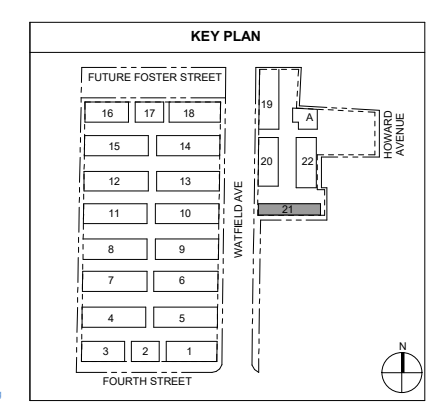 KEY PLAN
FUTURE FOSTER STREET
16 17 18
15 14
12 13
11 10
8 9
7 6
4 5
3 2 1
FOURTH STREET
WATFIELD AVE
19
A
20 22
21
HOWARD
AVENUE
N